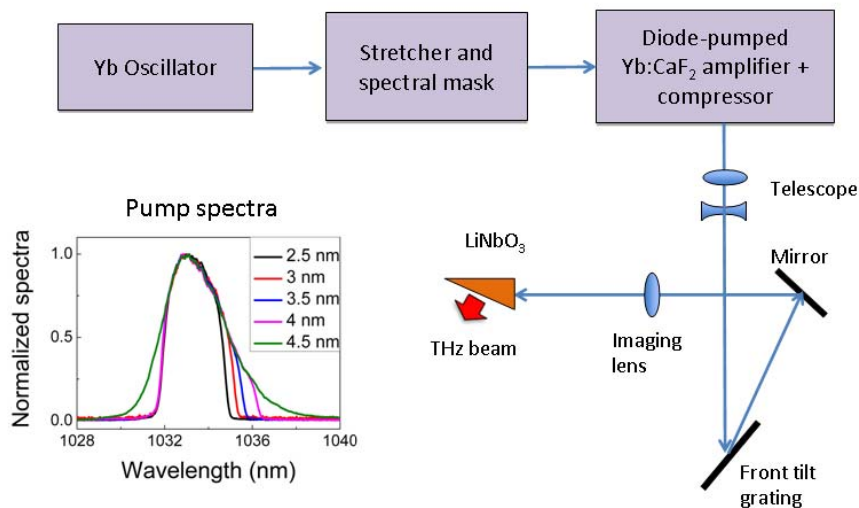 Yb Oscillator
Stretcher and
spectral mask
Diode-pumped
Yb:CaF₂ amplifier +
compressor
Telescope
Pump spectra
LiNbO₃
Mirror
Normalized spectra
1.0
0.5
0.0
2.5 nm
3 nm
3.5 nm
4 nm
4.5 nm
THz beam
Imaging
lens
1028
1032
1036
1040
Wavelength (nm)
Front tilt
grating